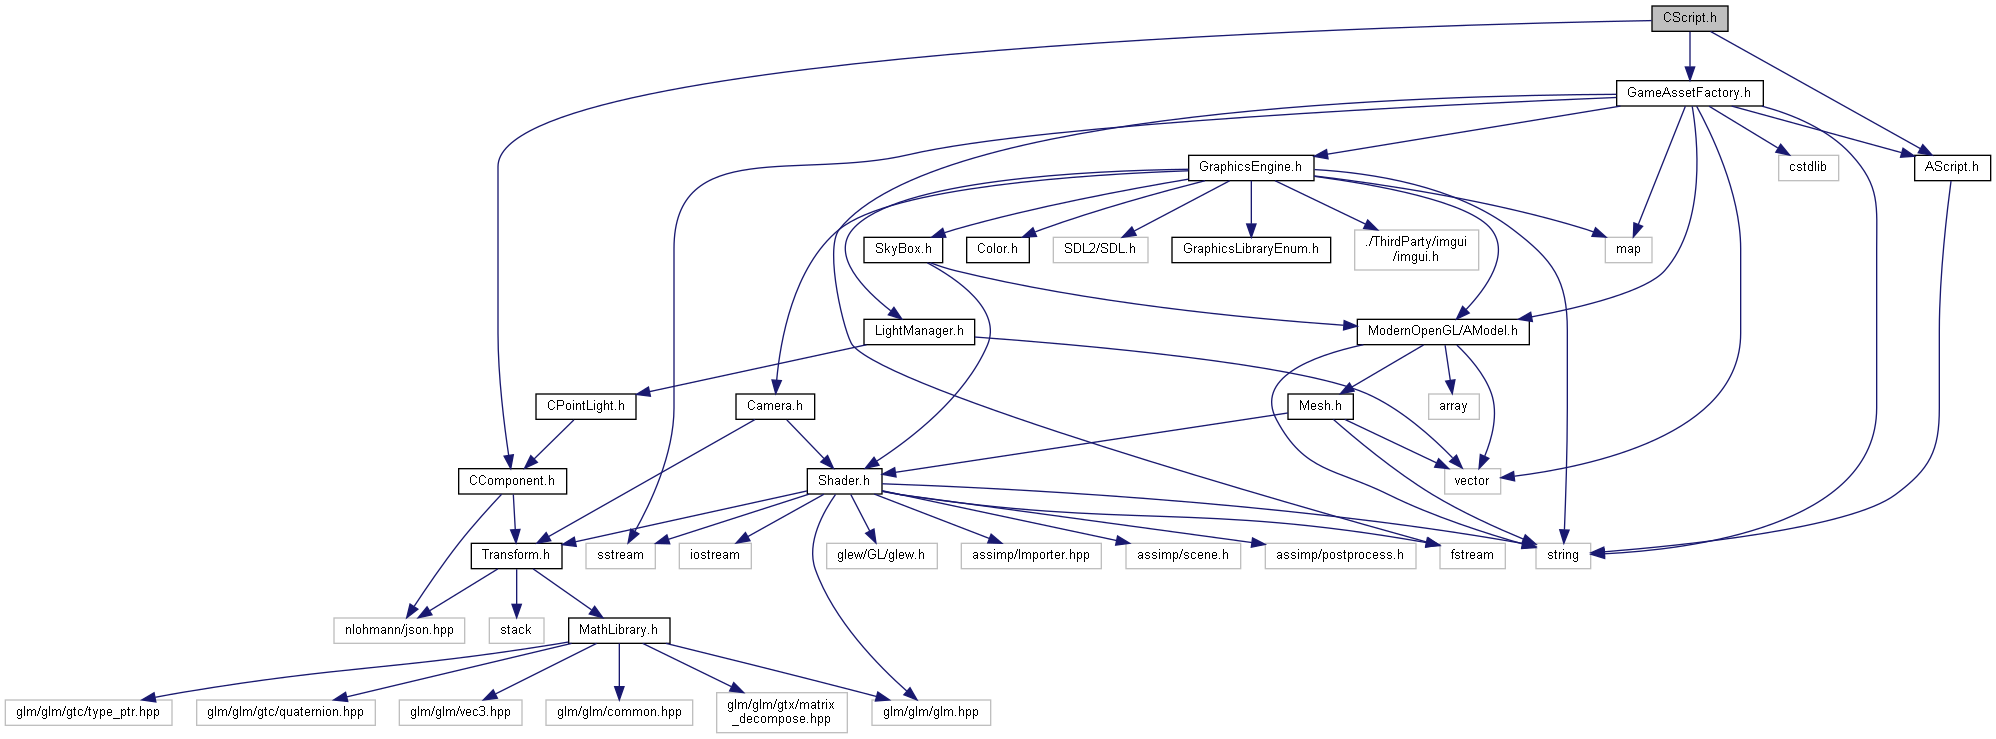 CScript.h
GameAssetFactory.h
GraphicsEngine.h
cstdlib
AScript.h
SkyBox.h
Color.h
SDL2/SDL.h
GraphicsLibraryEnum.h
./ThirdParty/imgui
/imgui.h
map
LightManager.h
ModernOpenGL/AModel.h
CPointLight.h
Camera.h
Mesh.h
array
CComponent.h
Shader.h
vector
Transform.h
sstream
iostream
glew/GL/glew.h
assimp/Importer.hpp
assimp/scene.h
assimp/postprocess.h
fstream
string
nlohmann/json.hpp
stack
MathLibrary.h
glm/glm/gtc/type_ptr.hpp
glm/glm/gtc/quaternion.hpp
glm/glm/vec3.hpp
glm/glm/common.hpp
glm/glm/gtx/matrix
_decompose.hpp
glm/glm/glm.hpp